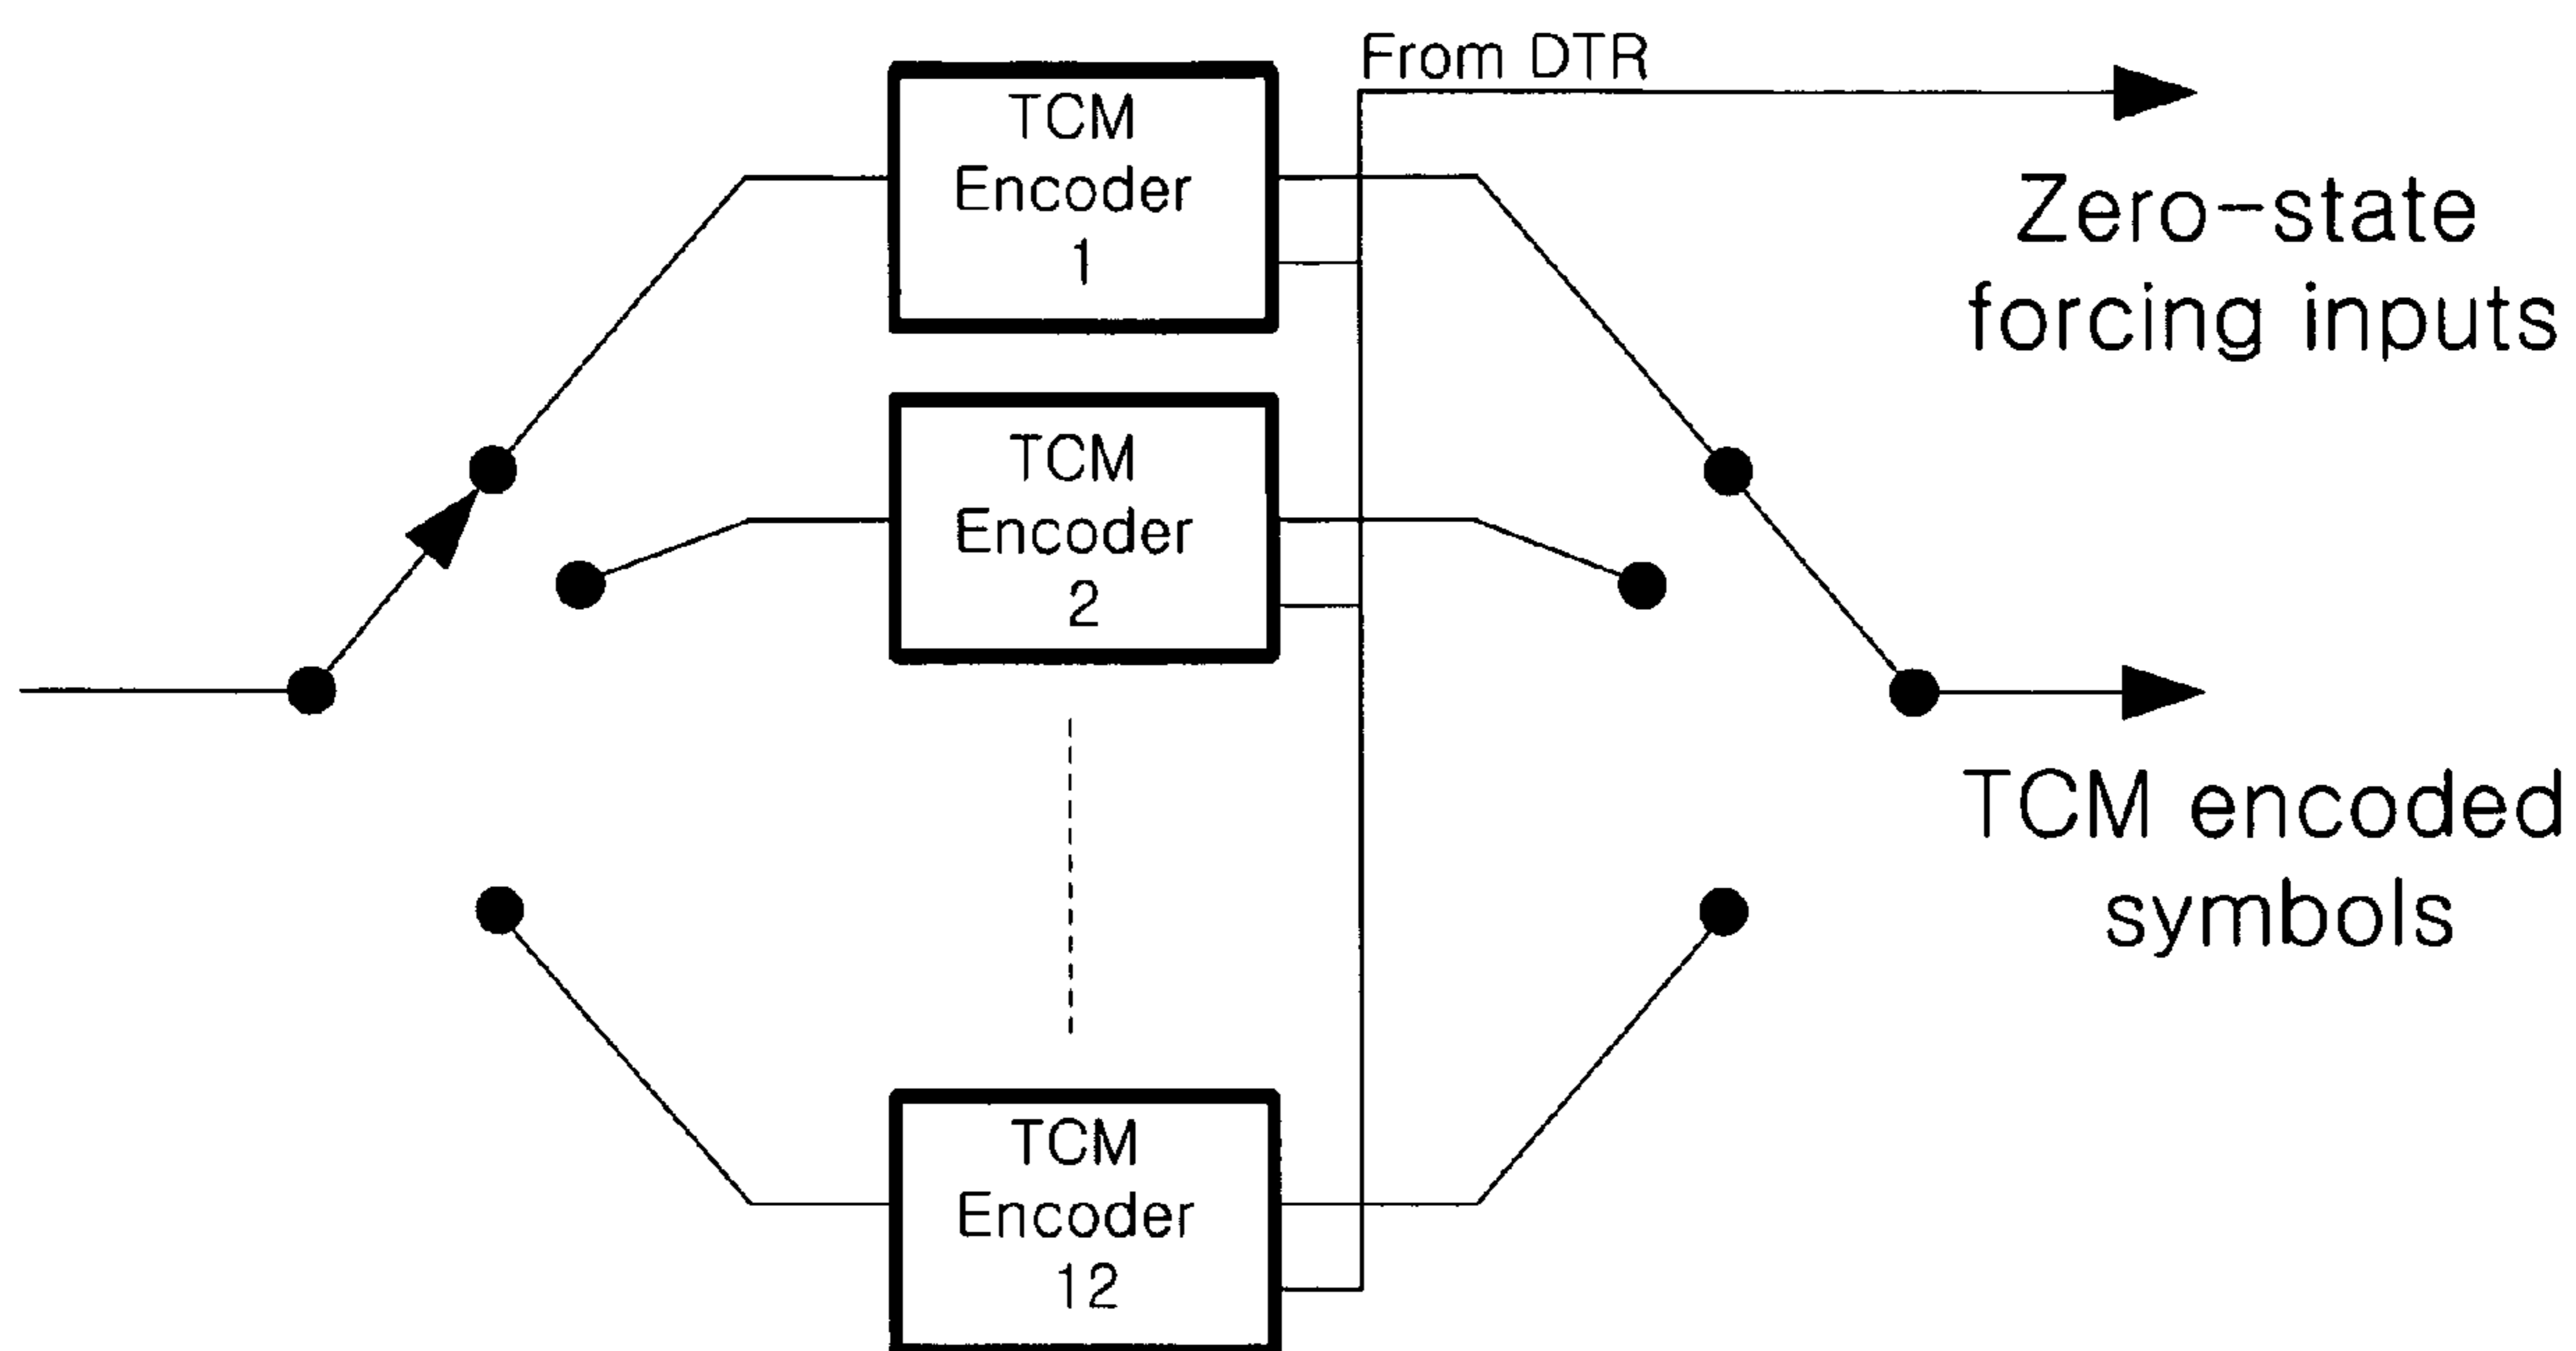 From DTR
TCM
Encoder
1
Zero-state
forcing inputs
TCM
Encoder
2
TCM encoded
symbols
TCM
Encoder
12